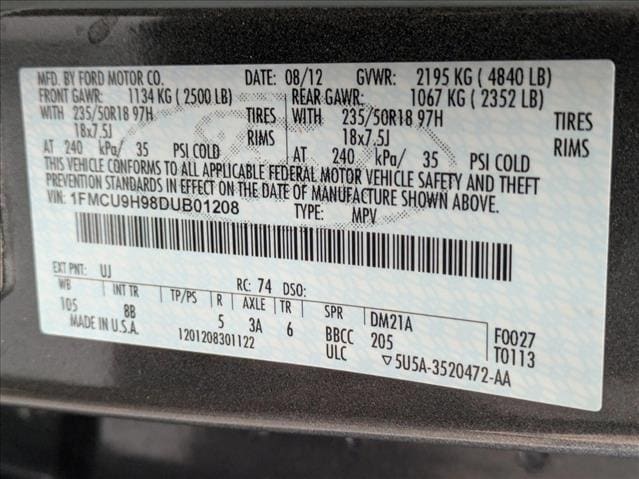 MFD. BY FORD MOTOR CO. DATE: 08/12 GVWR: 2195 KG ( 4840 LB)
FRONT GAWR: 1134 KG ( 2500 LB) REAR GAWR: 1067 KG ( 2352 LB)
WITH 235/50R18 97H TIRES WITH 235/50R18 97H TIRES
18x7.5J RIMS 18x7.5J RIMS
AT 240 kPa/ 35 PSI COLD AT 240 kPa/ 35 PSI COLD
THIS VEHICLE CONFORMS TO ALL APPLICABLE FEDERAL MOTOR VEHICLE SAFETY AND THEFT
PREVENTION STANDARDS IN EFFECT ON THE DATE OF MANUFACTURE SHOWN ABOVE.
VIN: 1FMCU9H98DUB01208 TYPE: MPV
EXT PNT: UJ RC: 74 DSO:
WB INT TR TP/PS R AXLE TR SPR DM21A F0027
105 BB 5 3A 6 BBCC 205 T0113
MADE IN U.S.A. 1201208301122 ULC ▽5U5A-3520472-AA